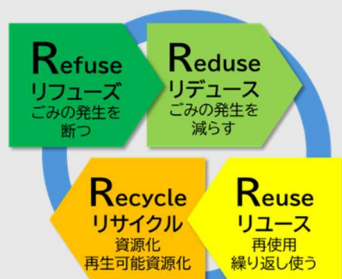 Refuse
リフューズ
ごみの発生を
断つ
Reduse
リデュース
ごみの発生を
減らす
Reuse
リユース
再使用
繰り返し使う
Recycle
リサイクル
資源化
再生可能資源化